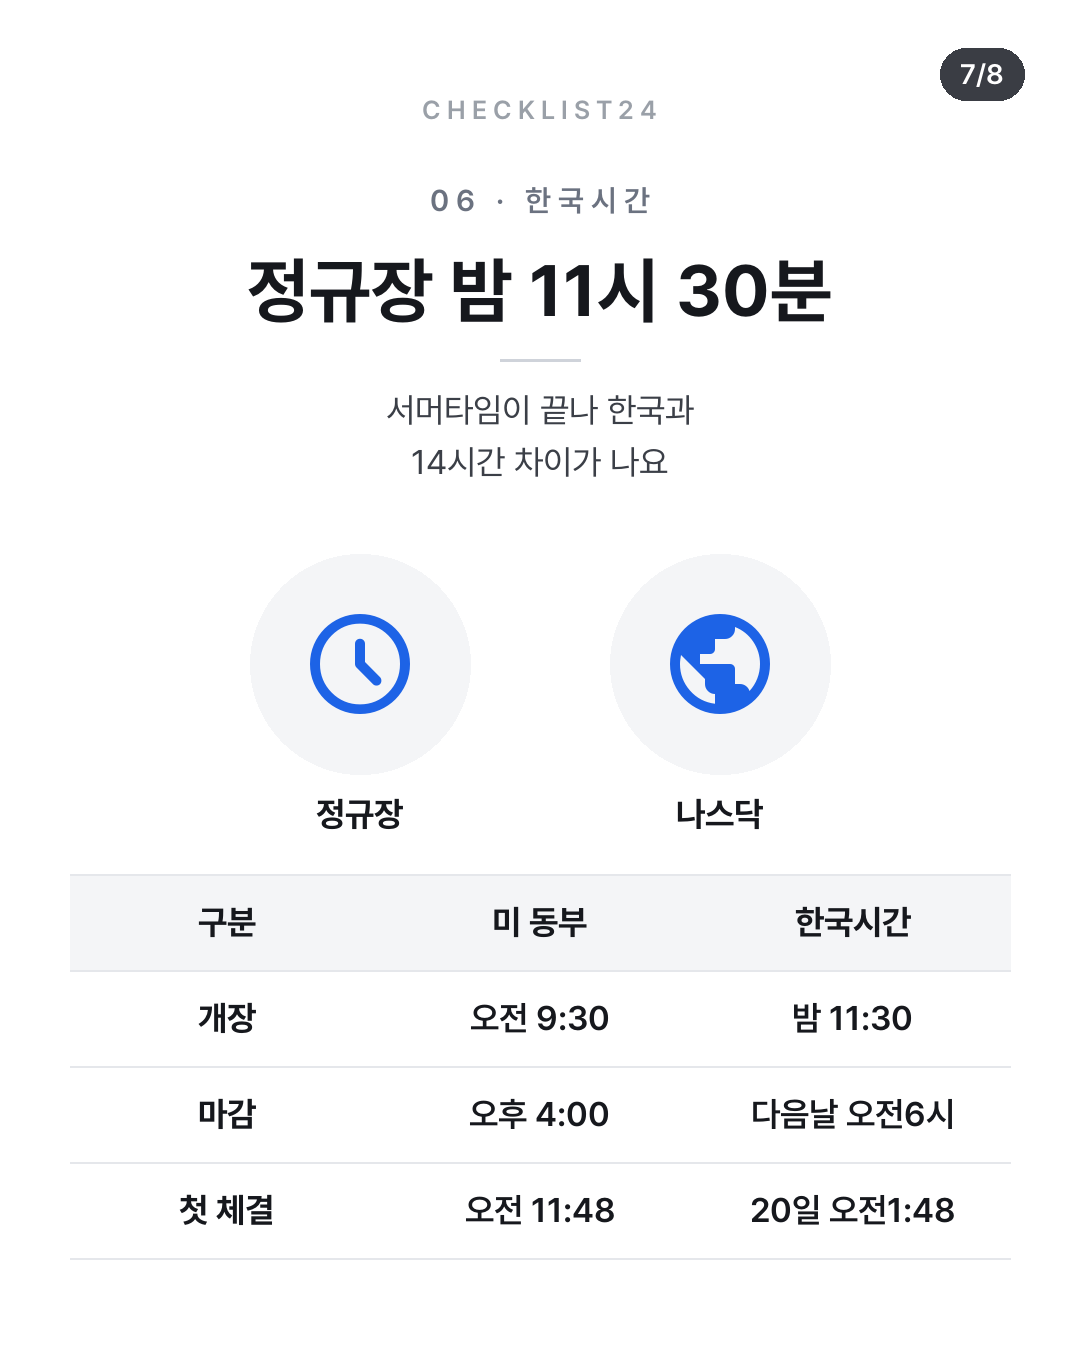 7/8
CHECKLIST24
06 · 한국시간
정규장 밤 11시 30분
서머타임이 끝나 한국과
14시간 차이가 나요
정규장 나스닥
구분 미 동부 한국시간
개장 오전 9:30 밤 11:30
마감 오후 4:00 다음날 오전6시
첫 체결 오전 11:48 20일 오전1:48